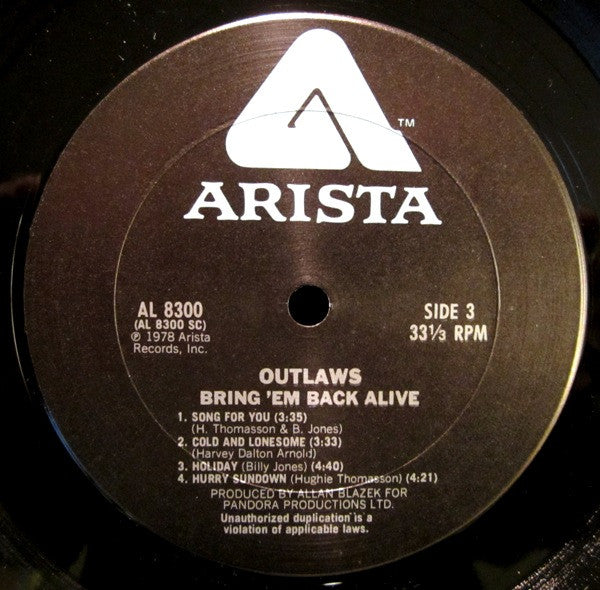 ™
ARISTA
AL 8300
(AL 8300 SC)
℗ 1978 Arista
Records, Inc.
SIDE 3
33⅓ RPM
OUTLAWS
BRING 'EM BACK ALIVE
1. SONG FOR YOU (3:35)
(H. Thomasson & B. Jones)
2. COLD AND LONESOME (3:33)
(Harvey Dalton Arnold)
3. HOLIDAY (Billy Jones) (4:40)
4. HURRY SUNDOWN (Hughie Thomasson) (4:21)
PRODUCED BY ALLAN BLAZEK FOR
PANDORA PRODUCTIONS LTD.
Unauthorized duplication is a
violation of applicable laws.